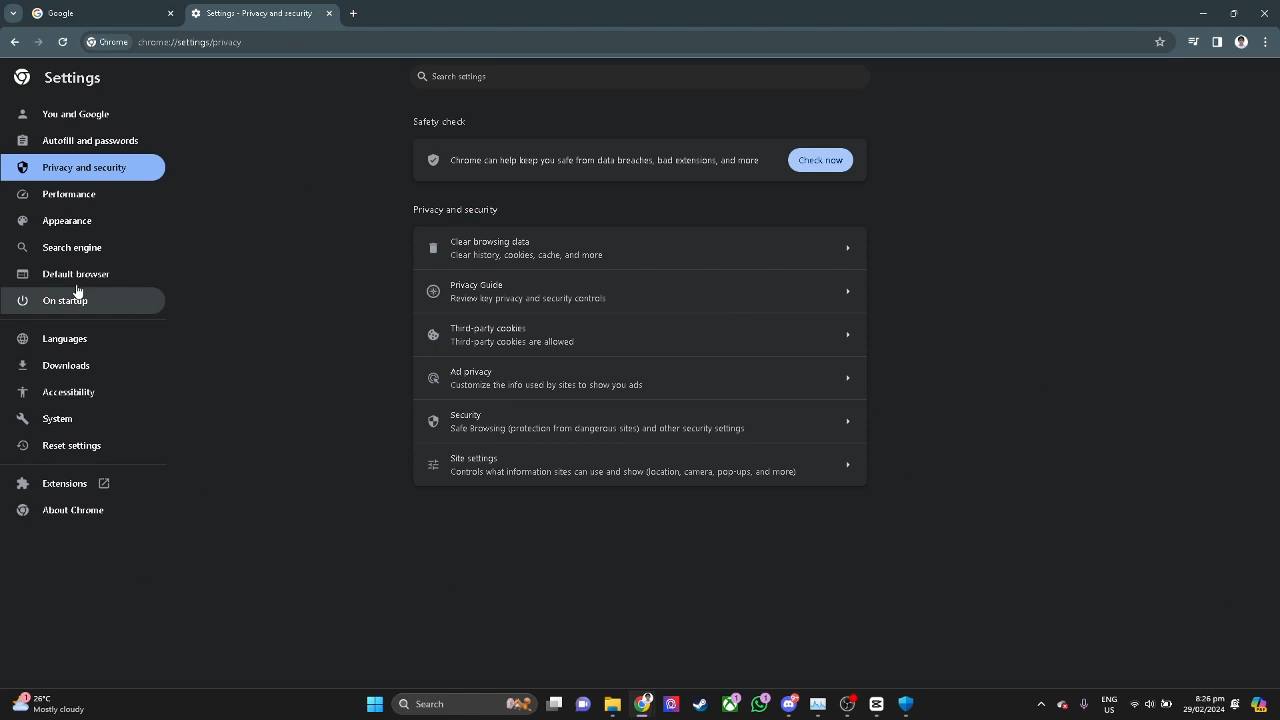 Google
Settings - Privacy and security
Chrome
chrome://settings/privacy
Settings
Search settings
You and Google
Autofill and passwords
Privacy and security
Performance
Appearance
Search engine
Default browser
On startup
Languages
Downloads
Accessibility
System
Reset settings
Extensions
About Chrome
Safety check
Chrome can help keep you safe from data breaches, bad extensions, and more
Check now
Privacy and security
Clear browsing data
Clear history, cookies, cache, and more
Privacy Guide
Review key privacy and security controls
Third-party cookies
Third-party cookies are allowed
Ad privacy
Customize the info used by sites to show you ads
Security
Safe Browsing (protection from dangerous sites) and other security settings
Site settings
Controls what information sites can use and show (location, camera, pop-ups, and more)
1
26°C
Mostly cloudy
Search
1
1
9+
ENG
US
8:26 pm
29/02/2024